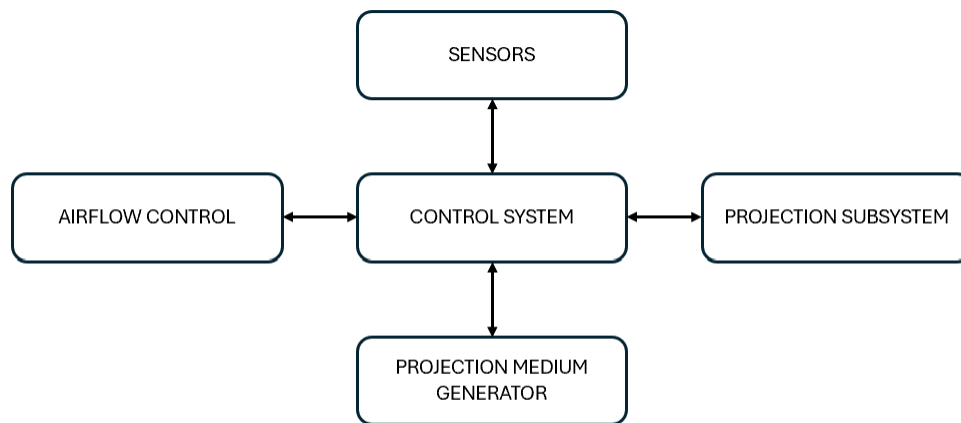 SENSORS
AIRFLOW CONTROL
CONTROL SYSTEM
PROJECTION SUBSYSTEM
PROJECTION MEDIUM
GENERATOR